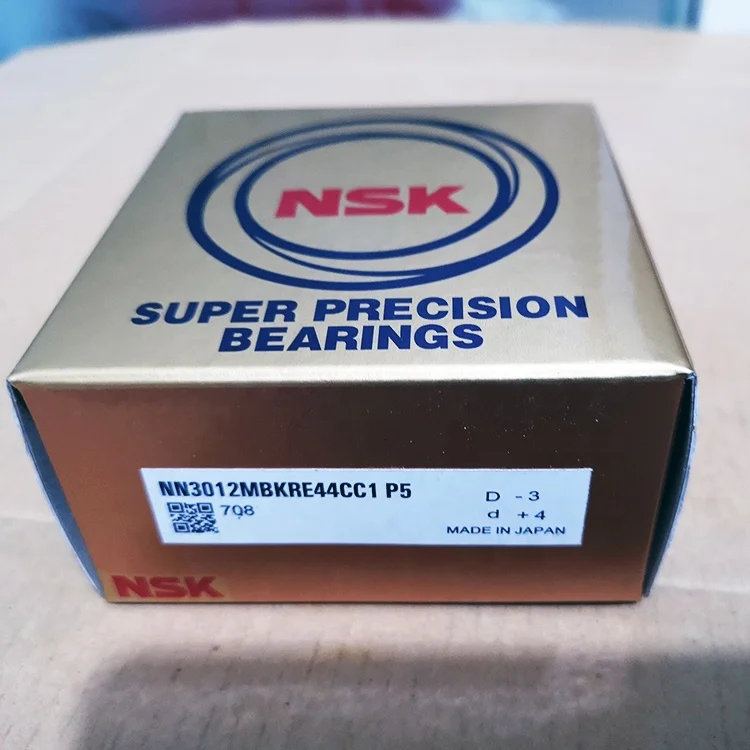 NSK
SUPER PRECISION
BEARINGS
NN3012MBKRE44CC1 P5
708
D -3
d +4
MADE IN JAPAN
NSK